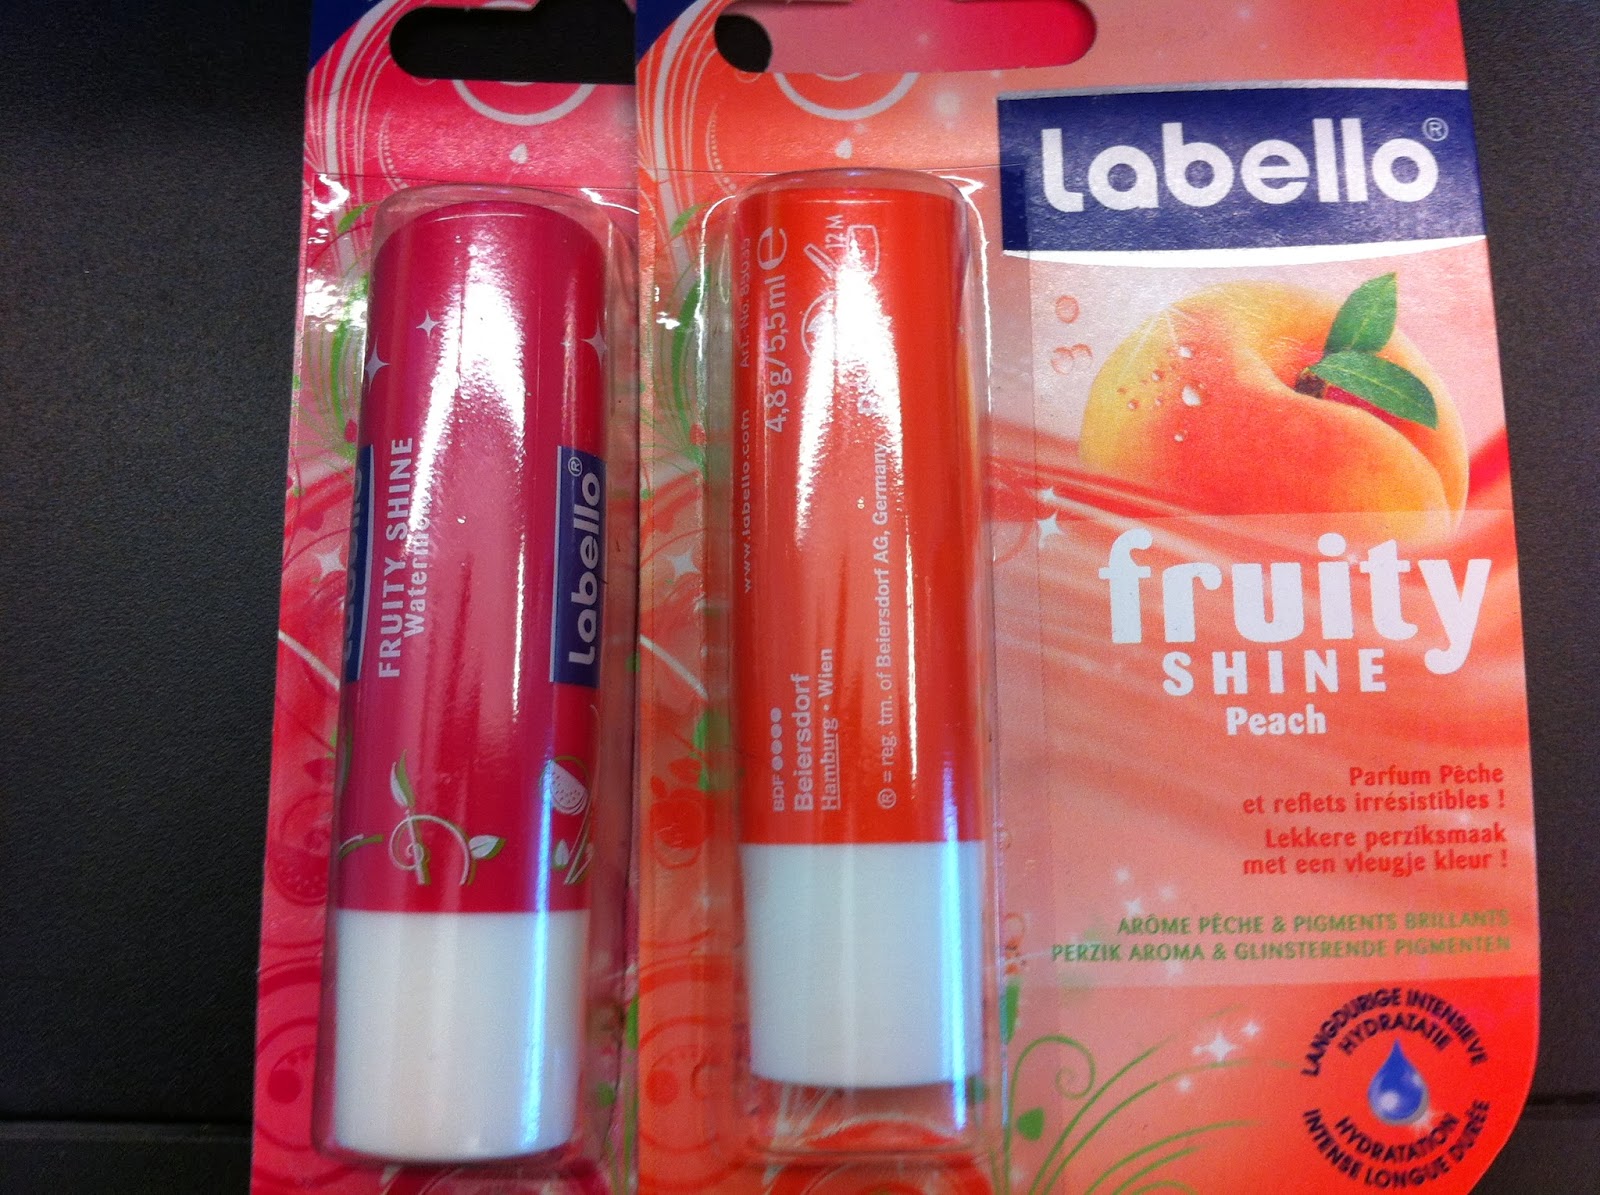 FRUITY SHINE
Labello®
www.labello.com
4,8g/5,5ml e
12M
BDF
Beiersdorf
Hamburg · Wien
® = reg. tm. of Beiersdorf AG, Germany
Labello®
fruity
SHINE
Peach
Parfum Pêche
et reflets irrésistibles !
Lekkere perziksmaak
met een vleugje kleur !
ARÔME PÊCHE & PIGMENTS BRILLANTS
PERZIK AROMA & GLINSTERENDE PIGMENTEN
LANGDURIGE INTENSIEVE
HYDRATATIE
HYDRATATION
INTENSE LONGUE DURÉE